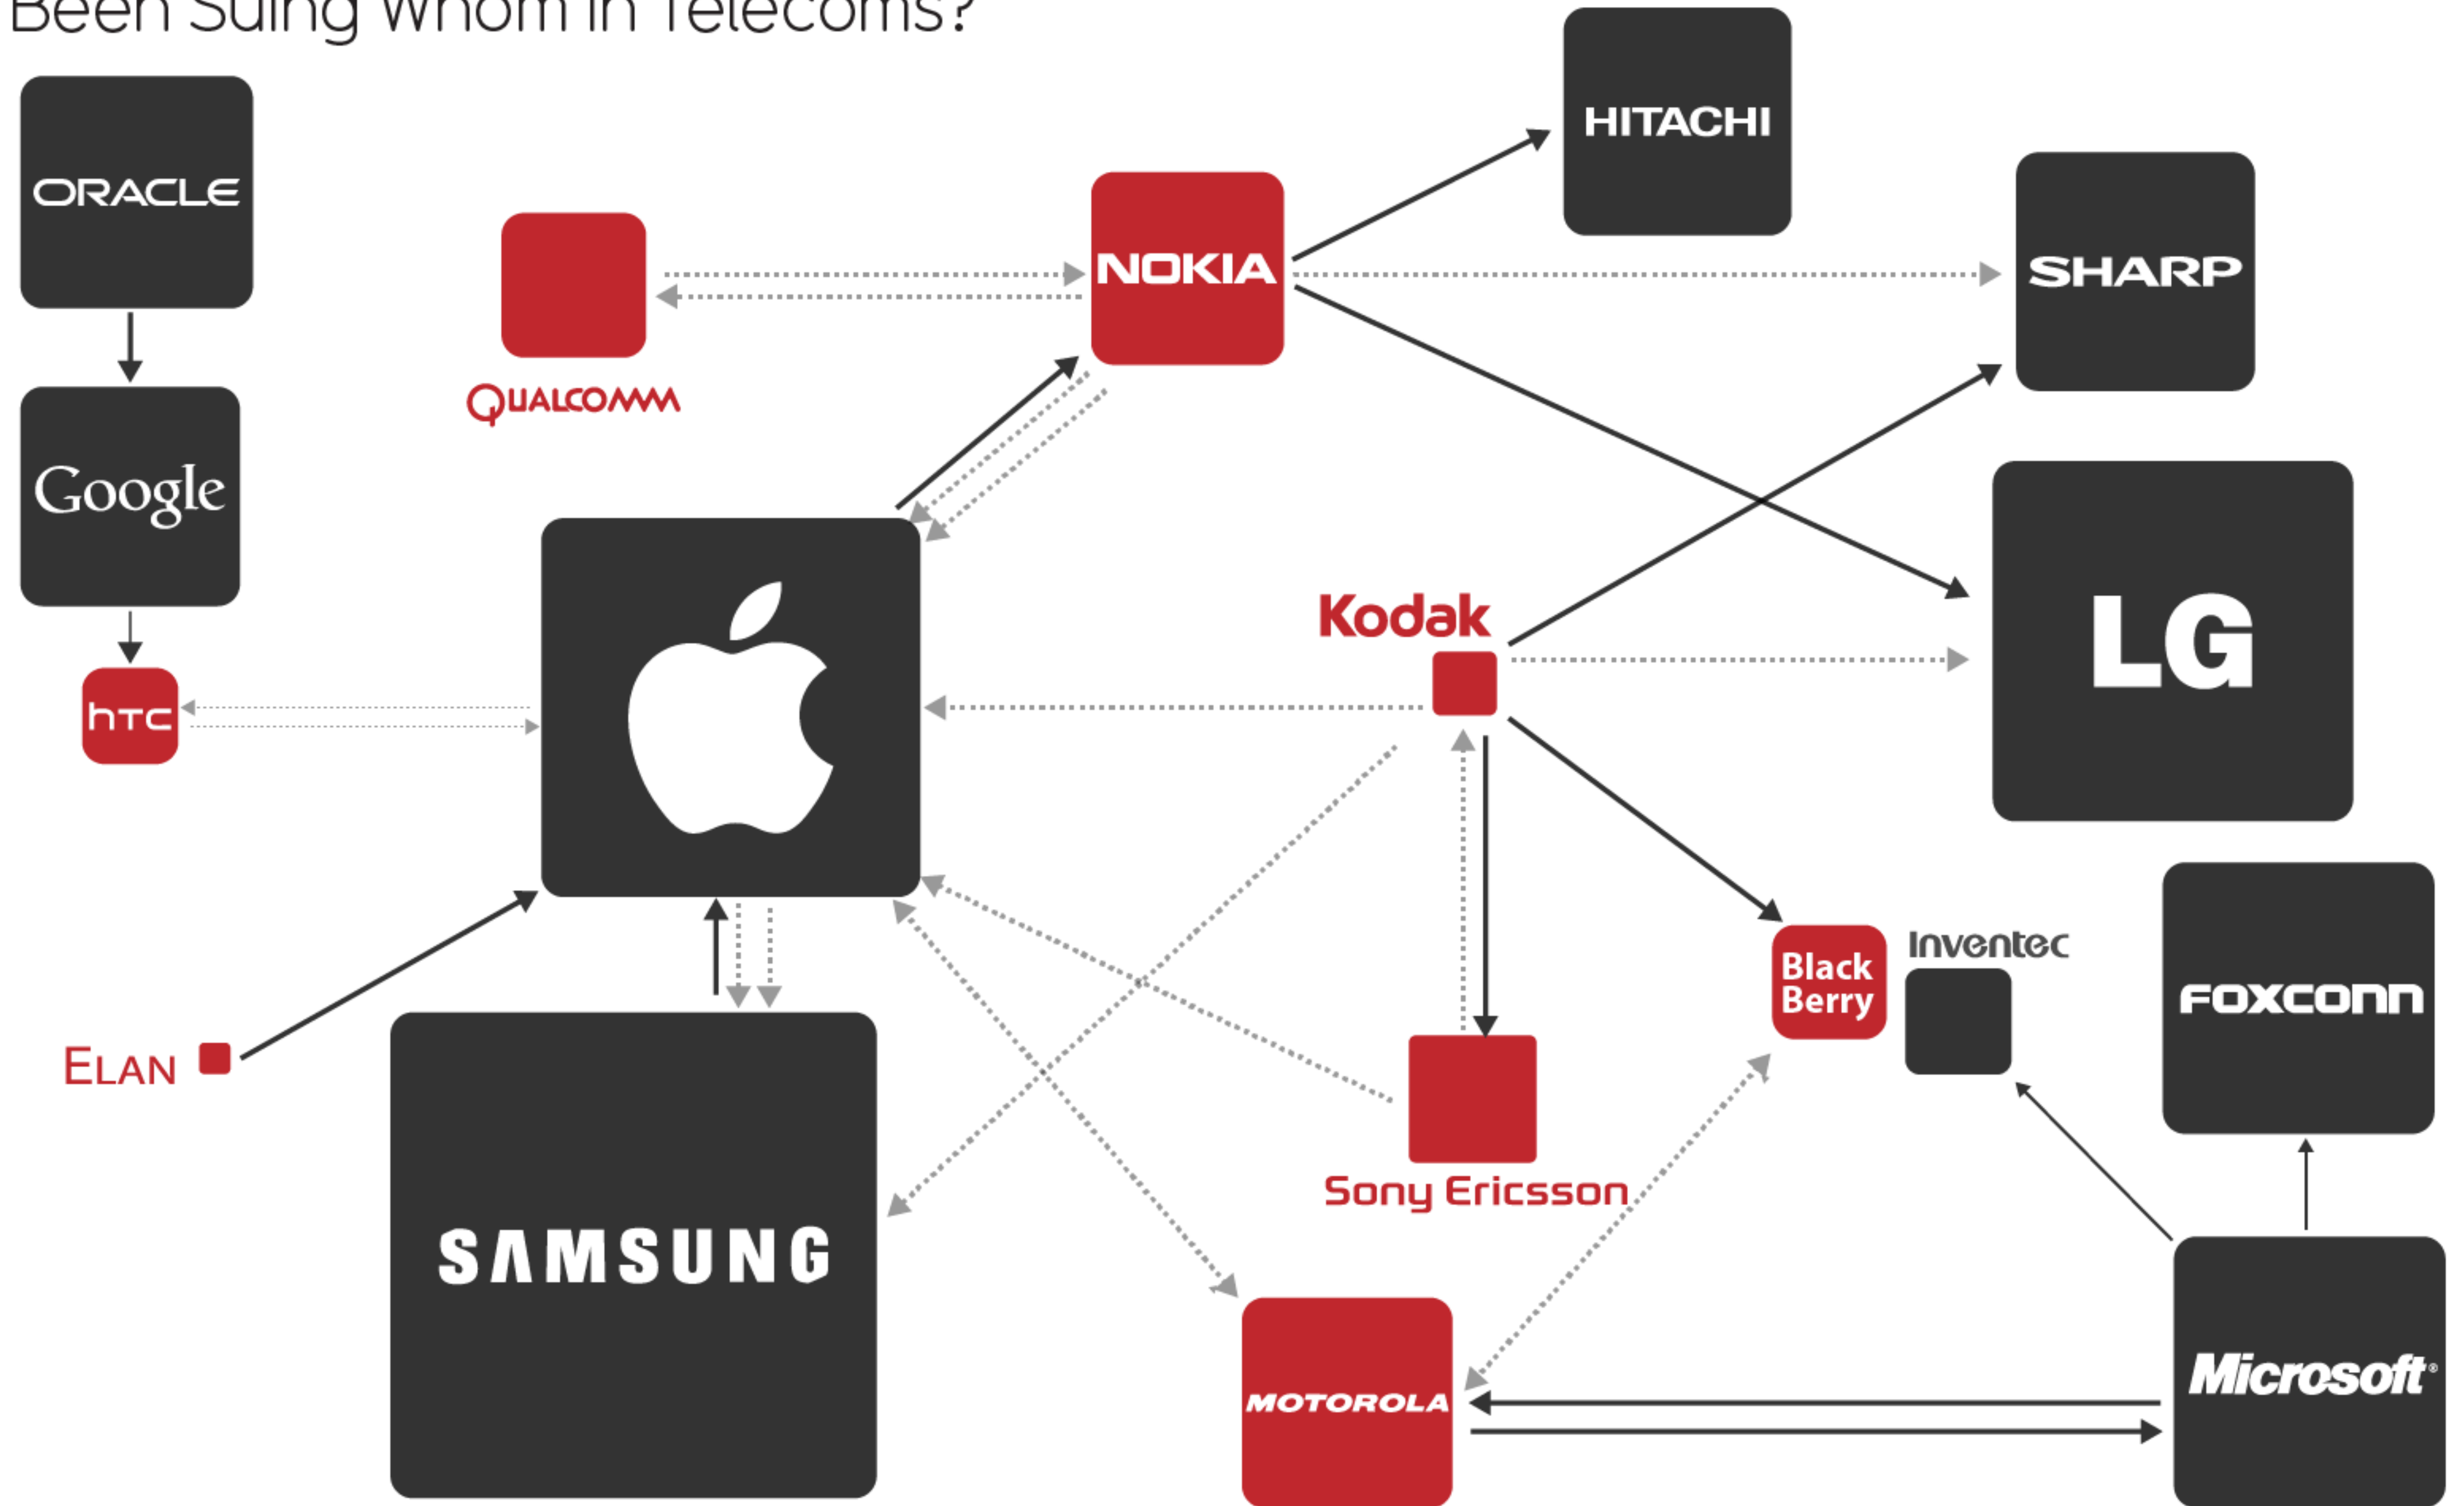 Been Suing Whom in Telecoms?
HITACHI
ORACLE
SHARP
NOKIA
QUALCOMM
Google
LG
Kodak
hTC
Inventec
Black
Berry
FOXCONN
ELAN
Sony Ericsson
SAMSUNG
Microsoft®
MOTOROLA